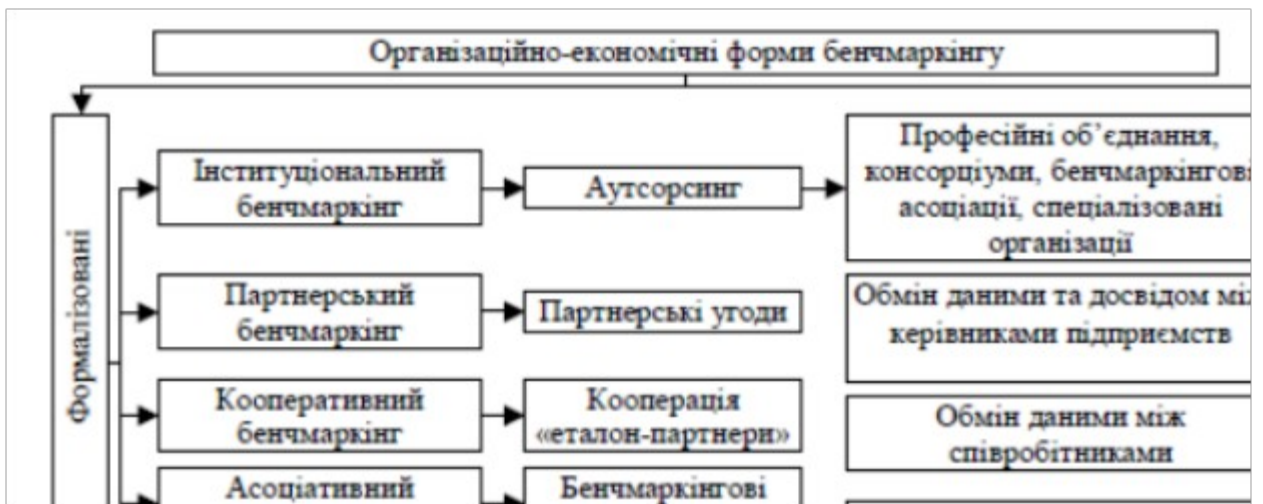 Організаційно-економічні форми бенчмаркінгу
Формалізовані
Інституціональний
бенчмаркінг
Аутсорсинг
Професійні об’єднання,
консорціуми, бенчмаркінгові
асоціації, спеціалізовані
організації
Партнерський
бенчмаркінг
Партнерські угоди
Обмін даними та досвідом між
керівниками підприємств
Кооперативний
бенчмаркінг
Кооперація
«еталон-партнери»
Обмін даними між
співробітниками
Асоціативний
Бенчмаркінгові